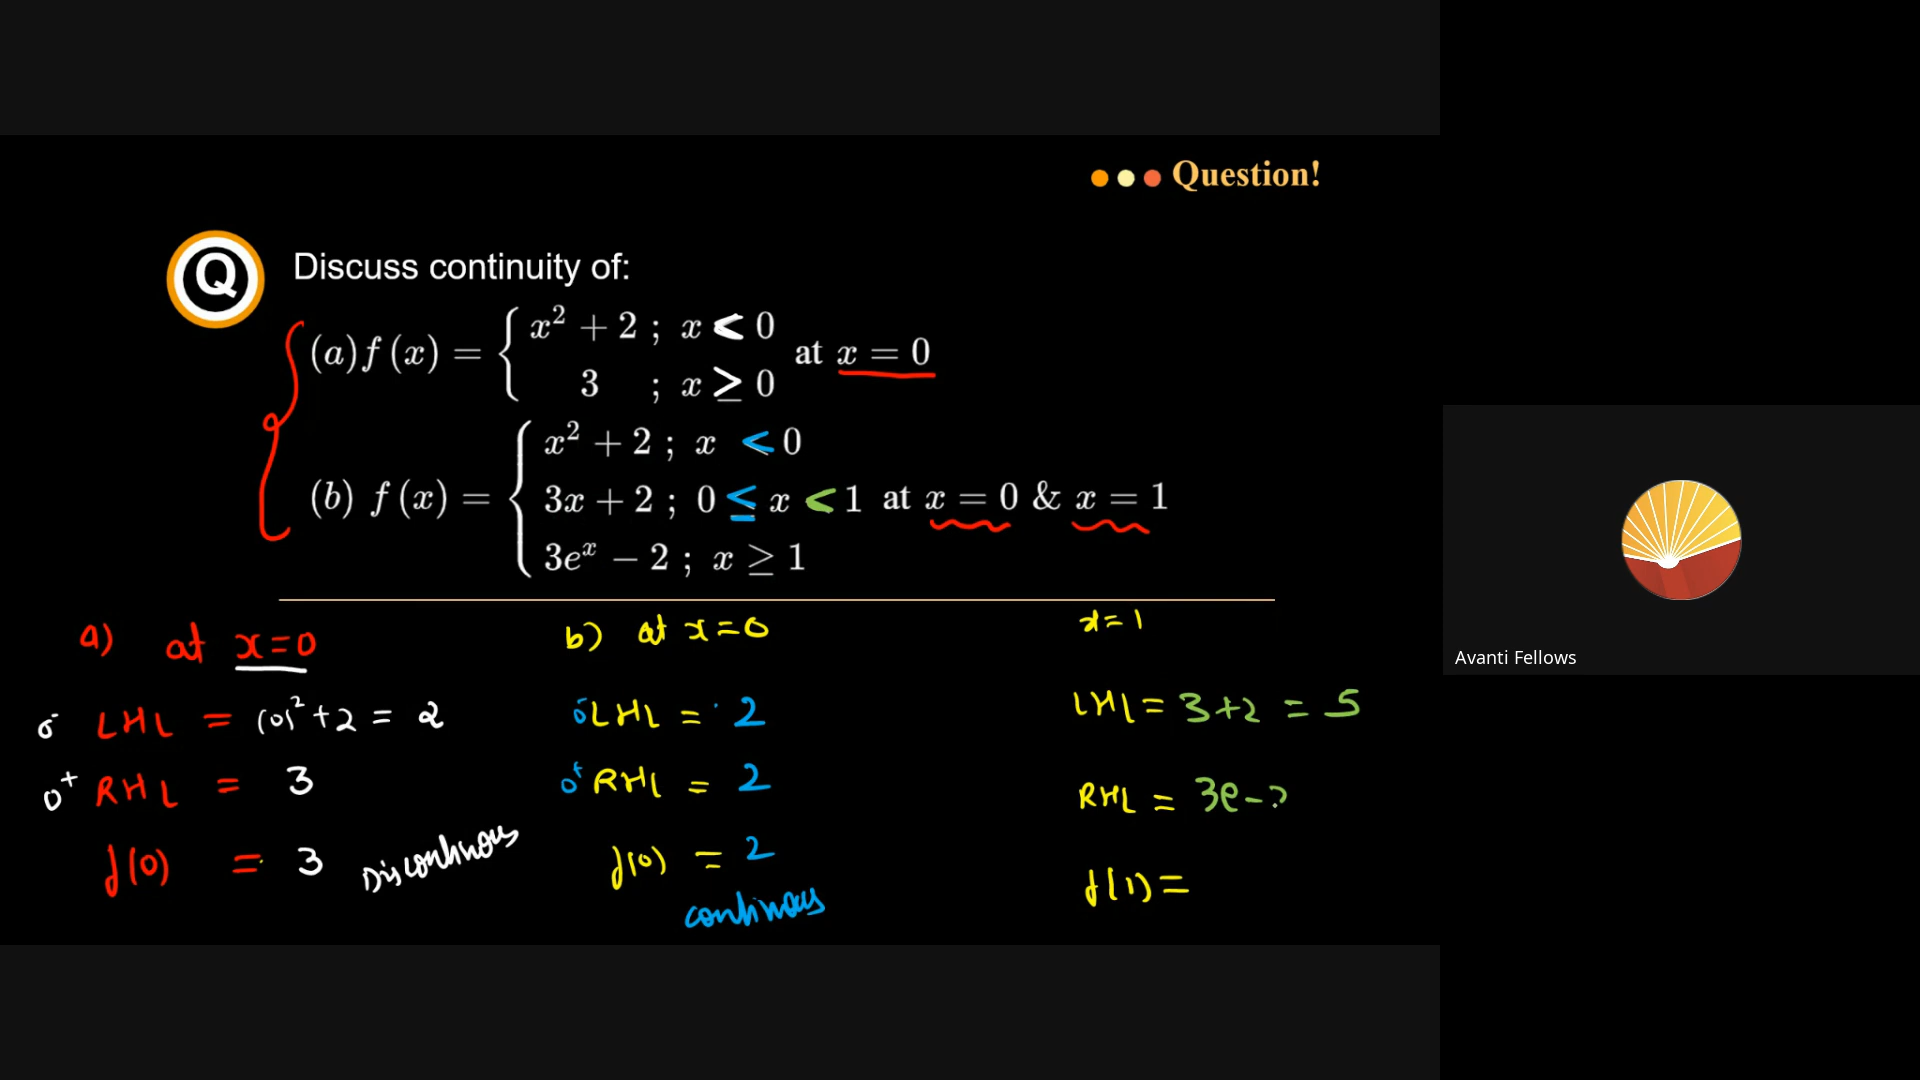 Question!
Q
Discuss continuity of:
(a) f(x) = { x² + 2 ; x < 0
3 ; x ≥ 0
at x = 0
(b) f(x) = { x² + 2 ; x < 0
3x + 2 ; 0 ≤ x < 1 at x = 0 & x = 1
3eˣ − 2 ; x ≥ 1
a) at x=0
0⁻ LHL = (0)² + 2 = 2
0⁺ RHL = 3
f(0) = 3 Discontinuous
b) at x=0
0⁻ LHL = 2
0⁺ RHL = 2
f(0) = 2
continuous
x=1
LHL = 3+2 = 5
RHL = 3e-2
f(1) =
Avanti Fellows